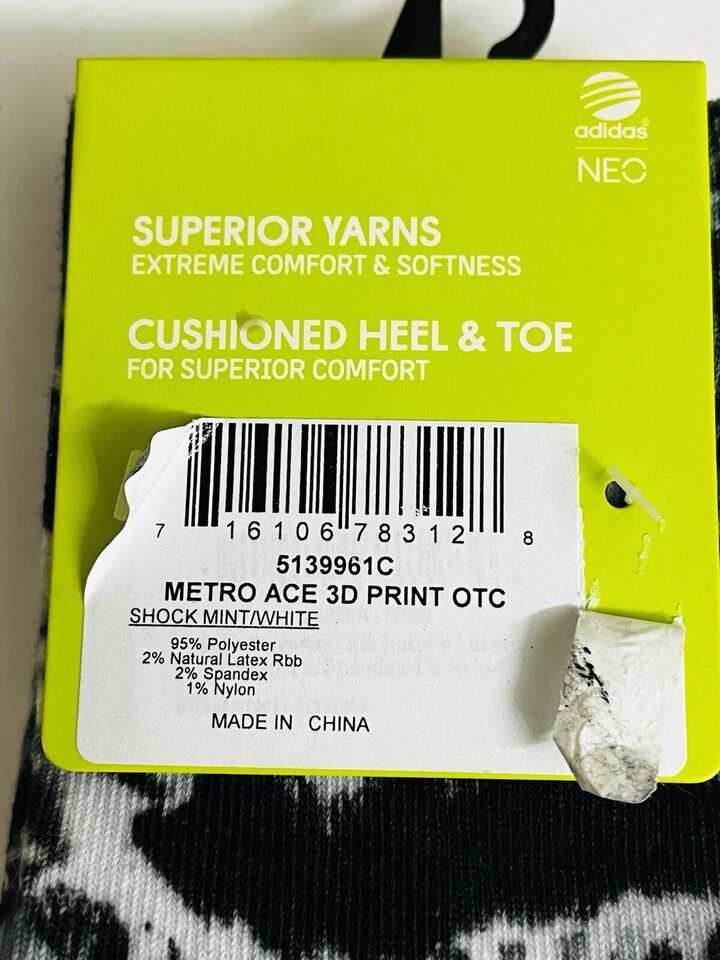 adidas®
NEO
SUPERIOR YARNS
EXTREME COMFORT & SOFTNESS
CUSHIONED HEEL & TOE
FOR SUPERIOR COMFORT
7 16106 78312 8
5139961C
METRO ACE 3D PRINT OTC
SHOCK MINT/WHITE
95% Polyester
2% Natural Latex Rbb
2% Spandex
1% Nylon
MADE IN CHINA